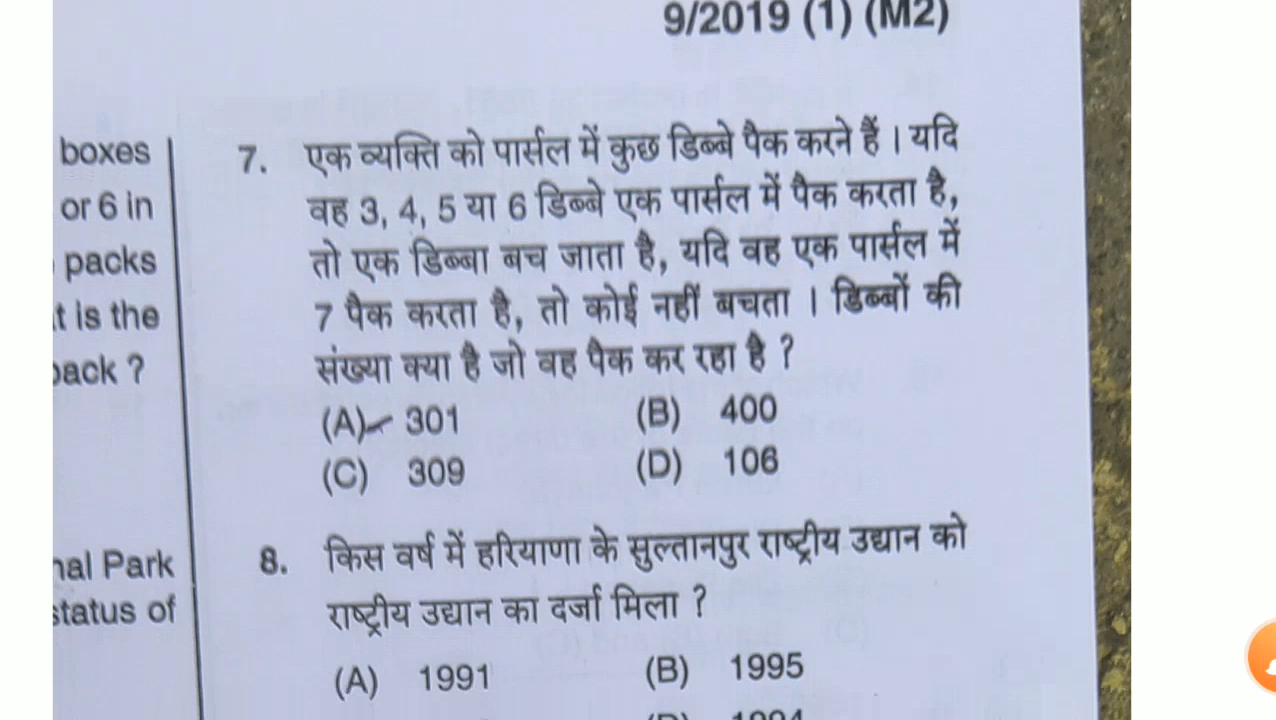 9/2019 (1) (M2)
boxes
or 6 in
packs
t is the
ack ?
7. एक व्यक्ति को पार्सल में कुछ डिब्बे पैक करने हैं । यदि
वह 3, 4, 5 या 6 डिब्बे एक पार्सल में पैक करता है,
तो एक डिब्बा बच जाता है, यदि वह एक पार्सल में
7 पैक करता है, तो कोई नहीं बचता । डिब्बों की
संख्या क्या है जो वह पैक कर रहा है ?
(A) 301 (B) 400
(C) 309 (D) 106
nal Park
status of
8. किस वर्ष में हरियाणा के सुल्तानपुर राष्ट्रीय उद्यान को
राष्ट्रीय उद्यान का दर्जा मिला ?
(A) 1991 (B) 1995